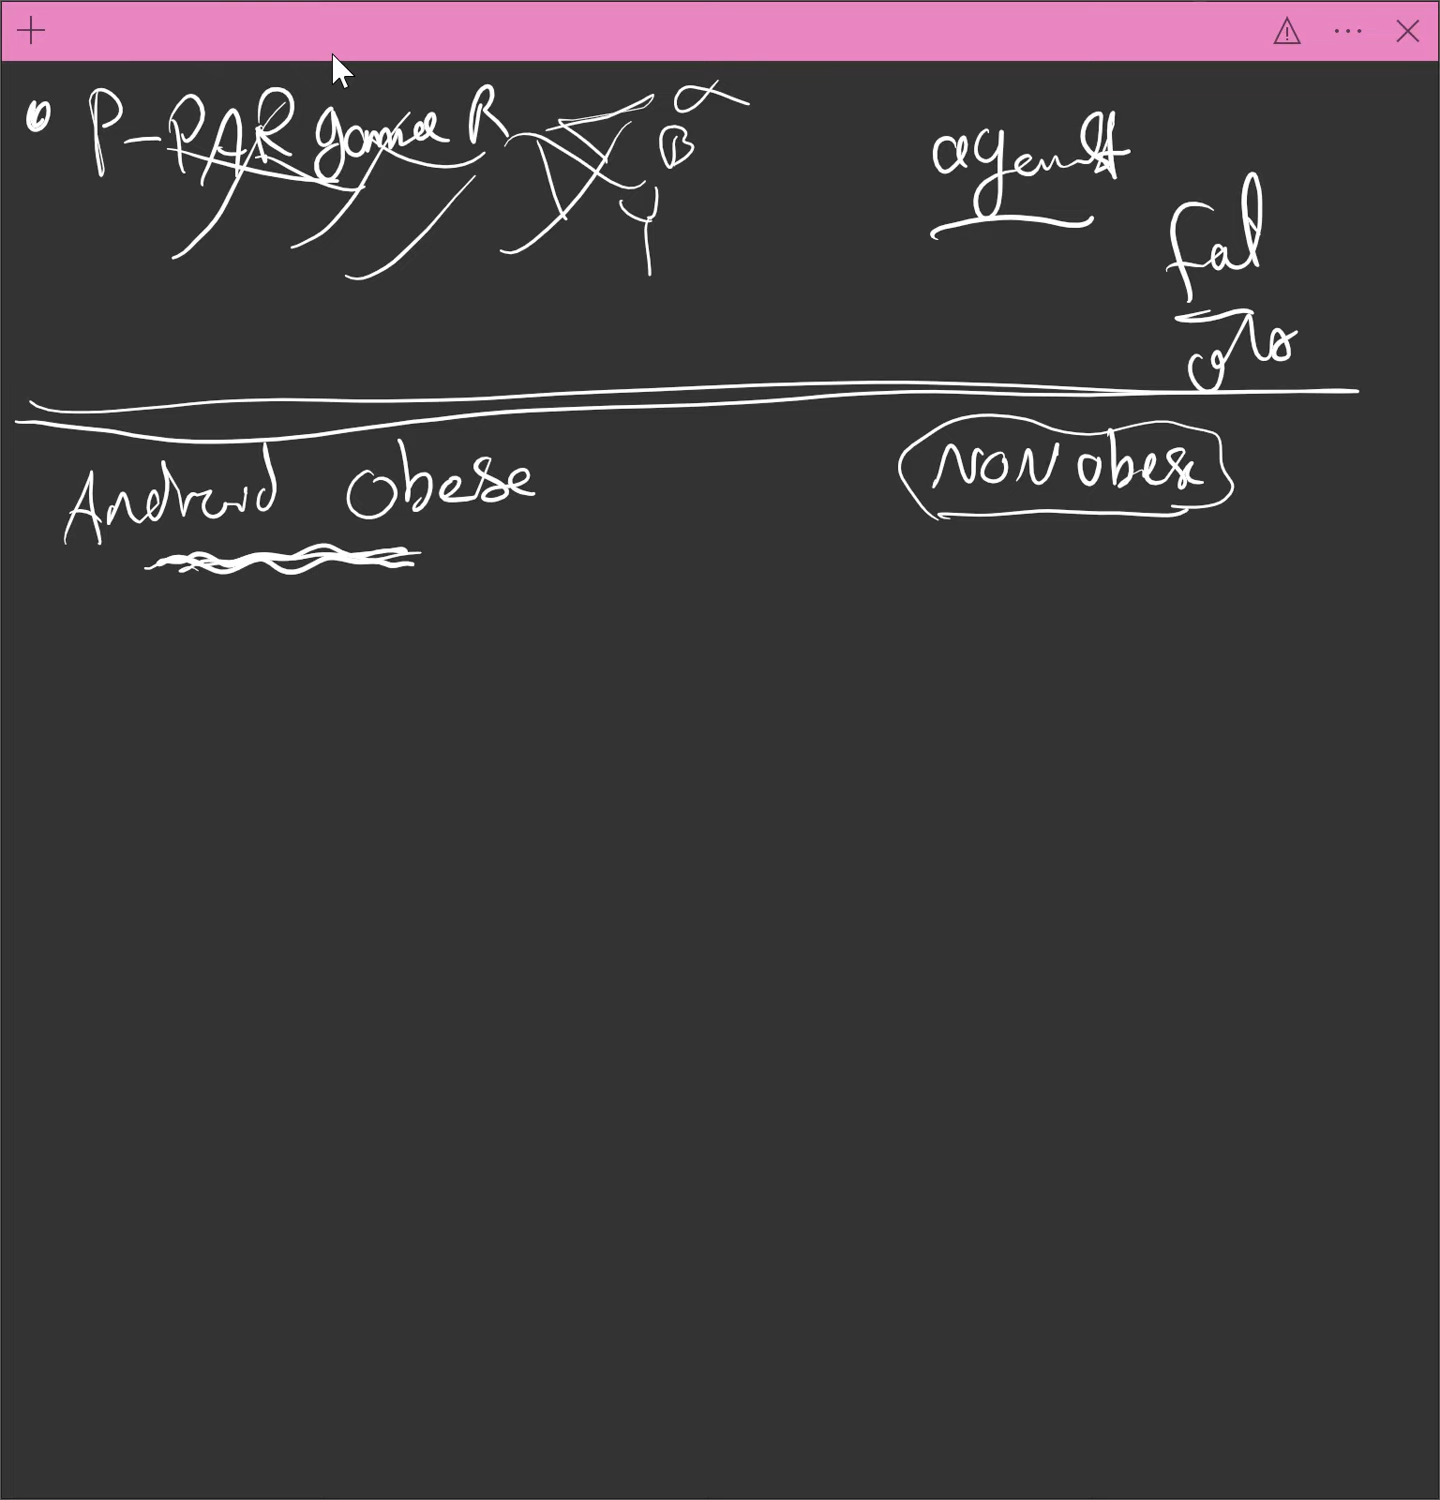 P-PAR gamma R α agent
B
γ fat
Android Obese NON obese